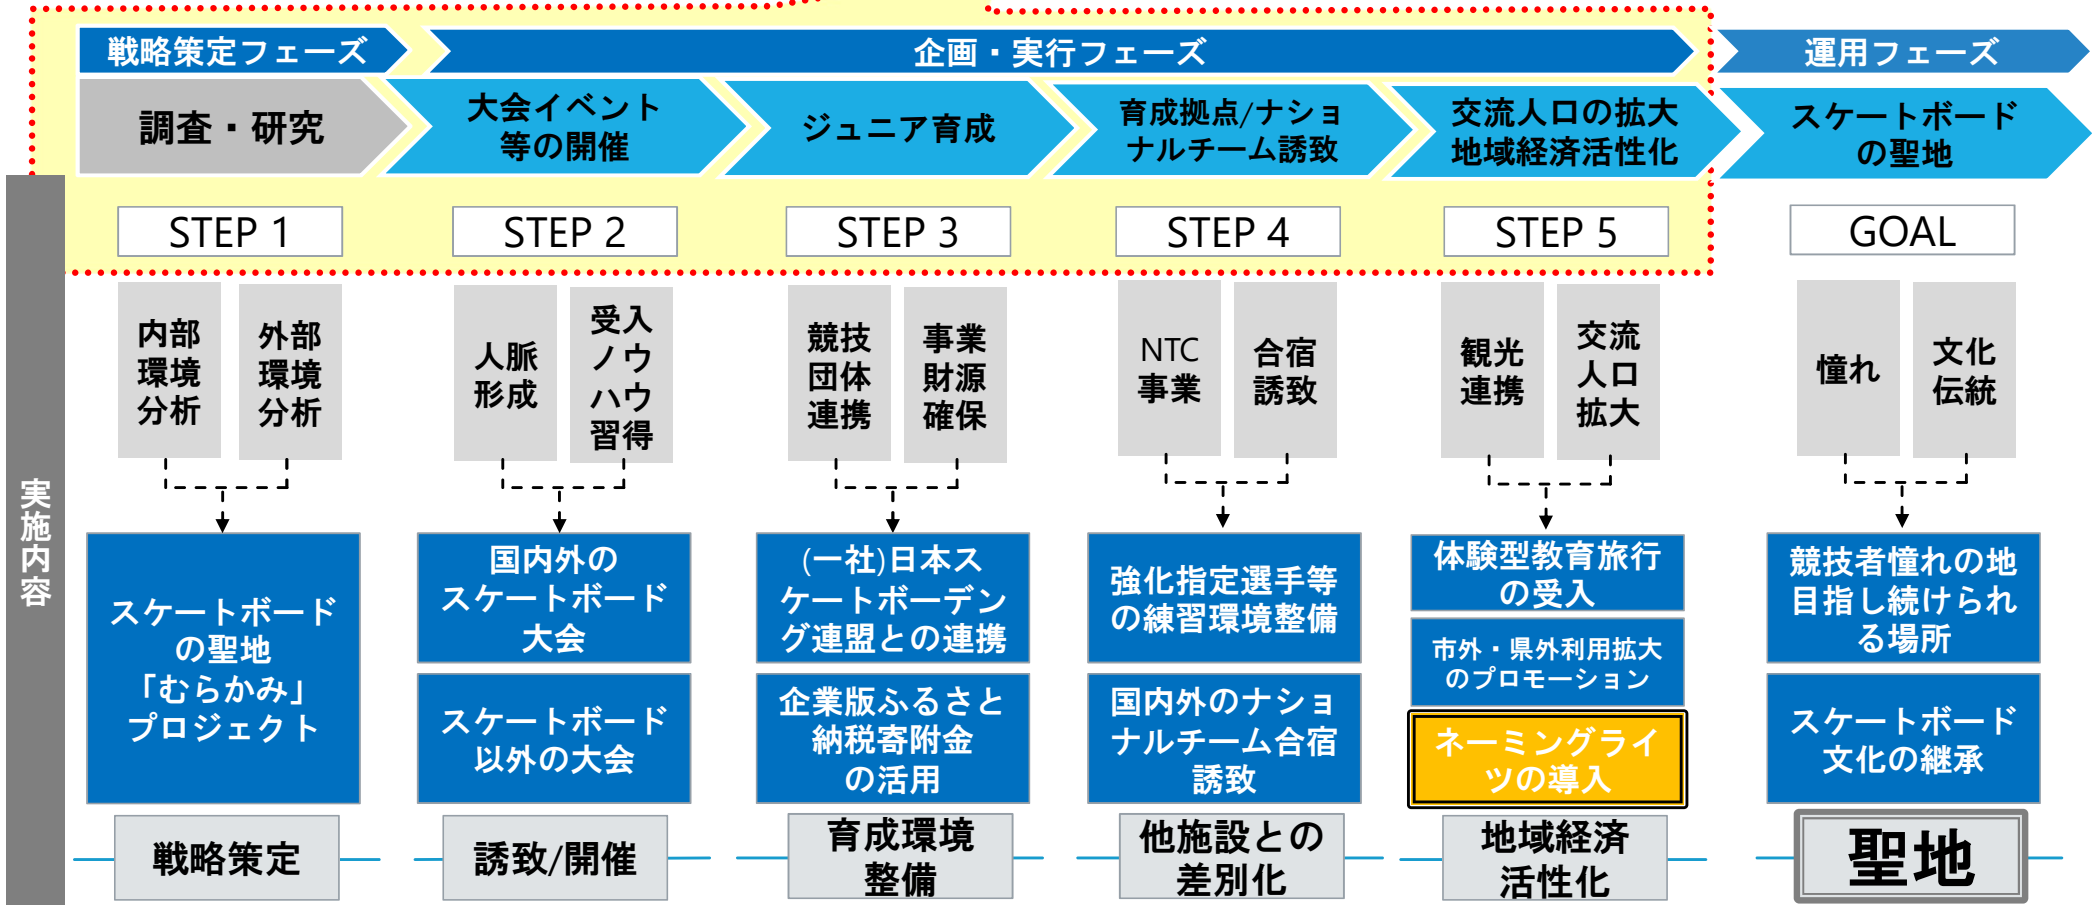 戦略策定フェーズ
企画・実行フェーズ
運用フェーズ
調査・研究
大会イベント
等の開催
ジュニア育成
育成拠点/ナショ
ナルチーム誘致
交流人口の拡大
地域経済活性化
スケートボード
の聖地
STEP 1
STEP 2
STEP 3
STEP 4
STEP 5
GOAL
実施内容
内部
環境
分析
外部
環境
分析
人脈
形成
受入
ノウ
ハウ
習得
競技
団体
連携
事業
財源
確保
NTC
事業
合宿
誘致
観光
連携
交流
人口
拡大
憧れ
文化
伝統
スケートボード
の聖地
「むらかみ」
プロジェクト
国内外の
スケートボード
大会
スケートボード
以外の大会
(一社)日本ス
ケートボーデン
グ連盟との連携
企業版ふるさと
納税寄附金
の活用
強化指定選手等
の練習環境整備
国内外のナショ
ナルチーム合宿
誘致
体験型教育旅行
の受入
市外・県外利用拡大
のプロモーション
ネーミングライ
ツの導入
競技者憧れの地
目指し続けられ
る場所
スケートボード
文化の継承
戦略策定
誘致/開催
育成環境
整備
他施設との
差別化
地域経済
活性化
聖地